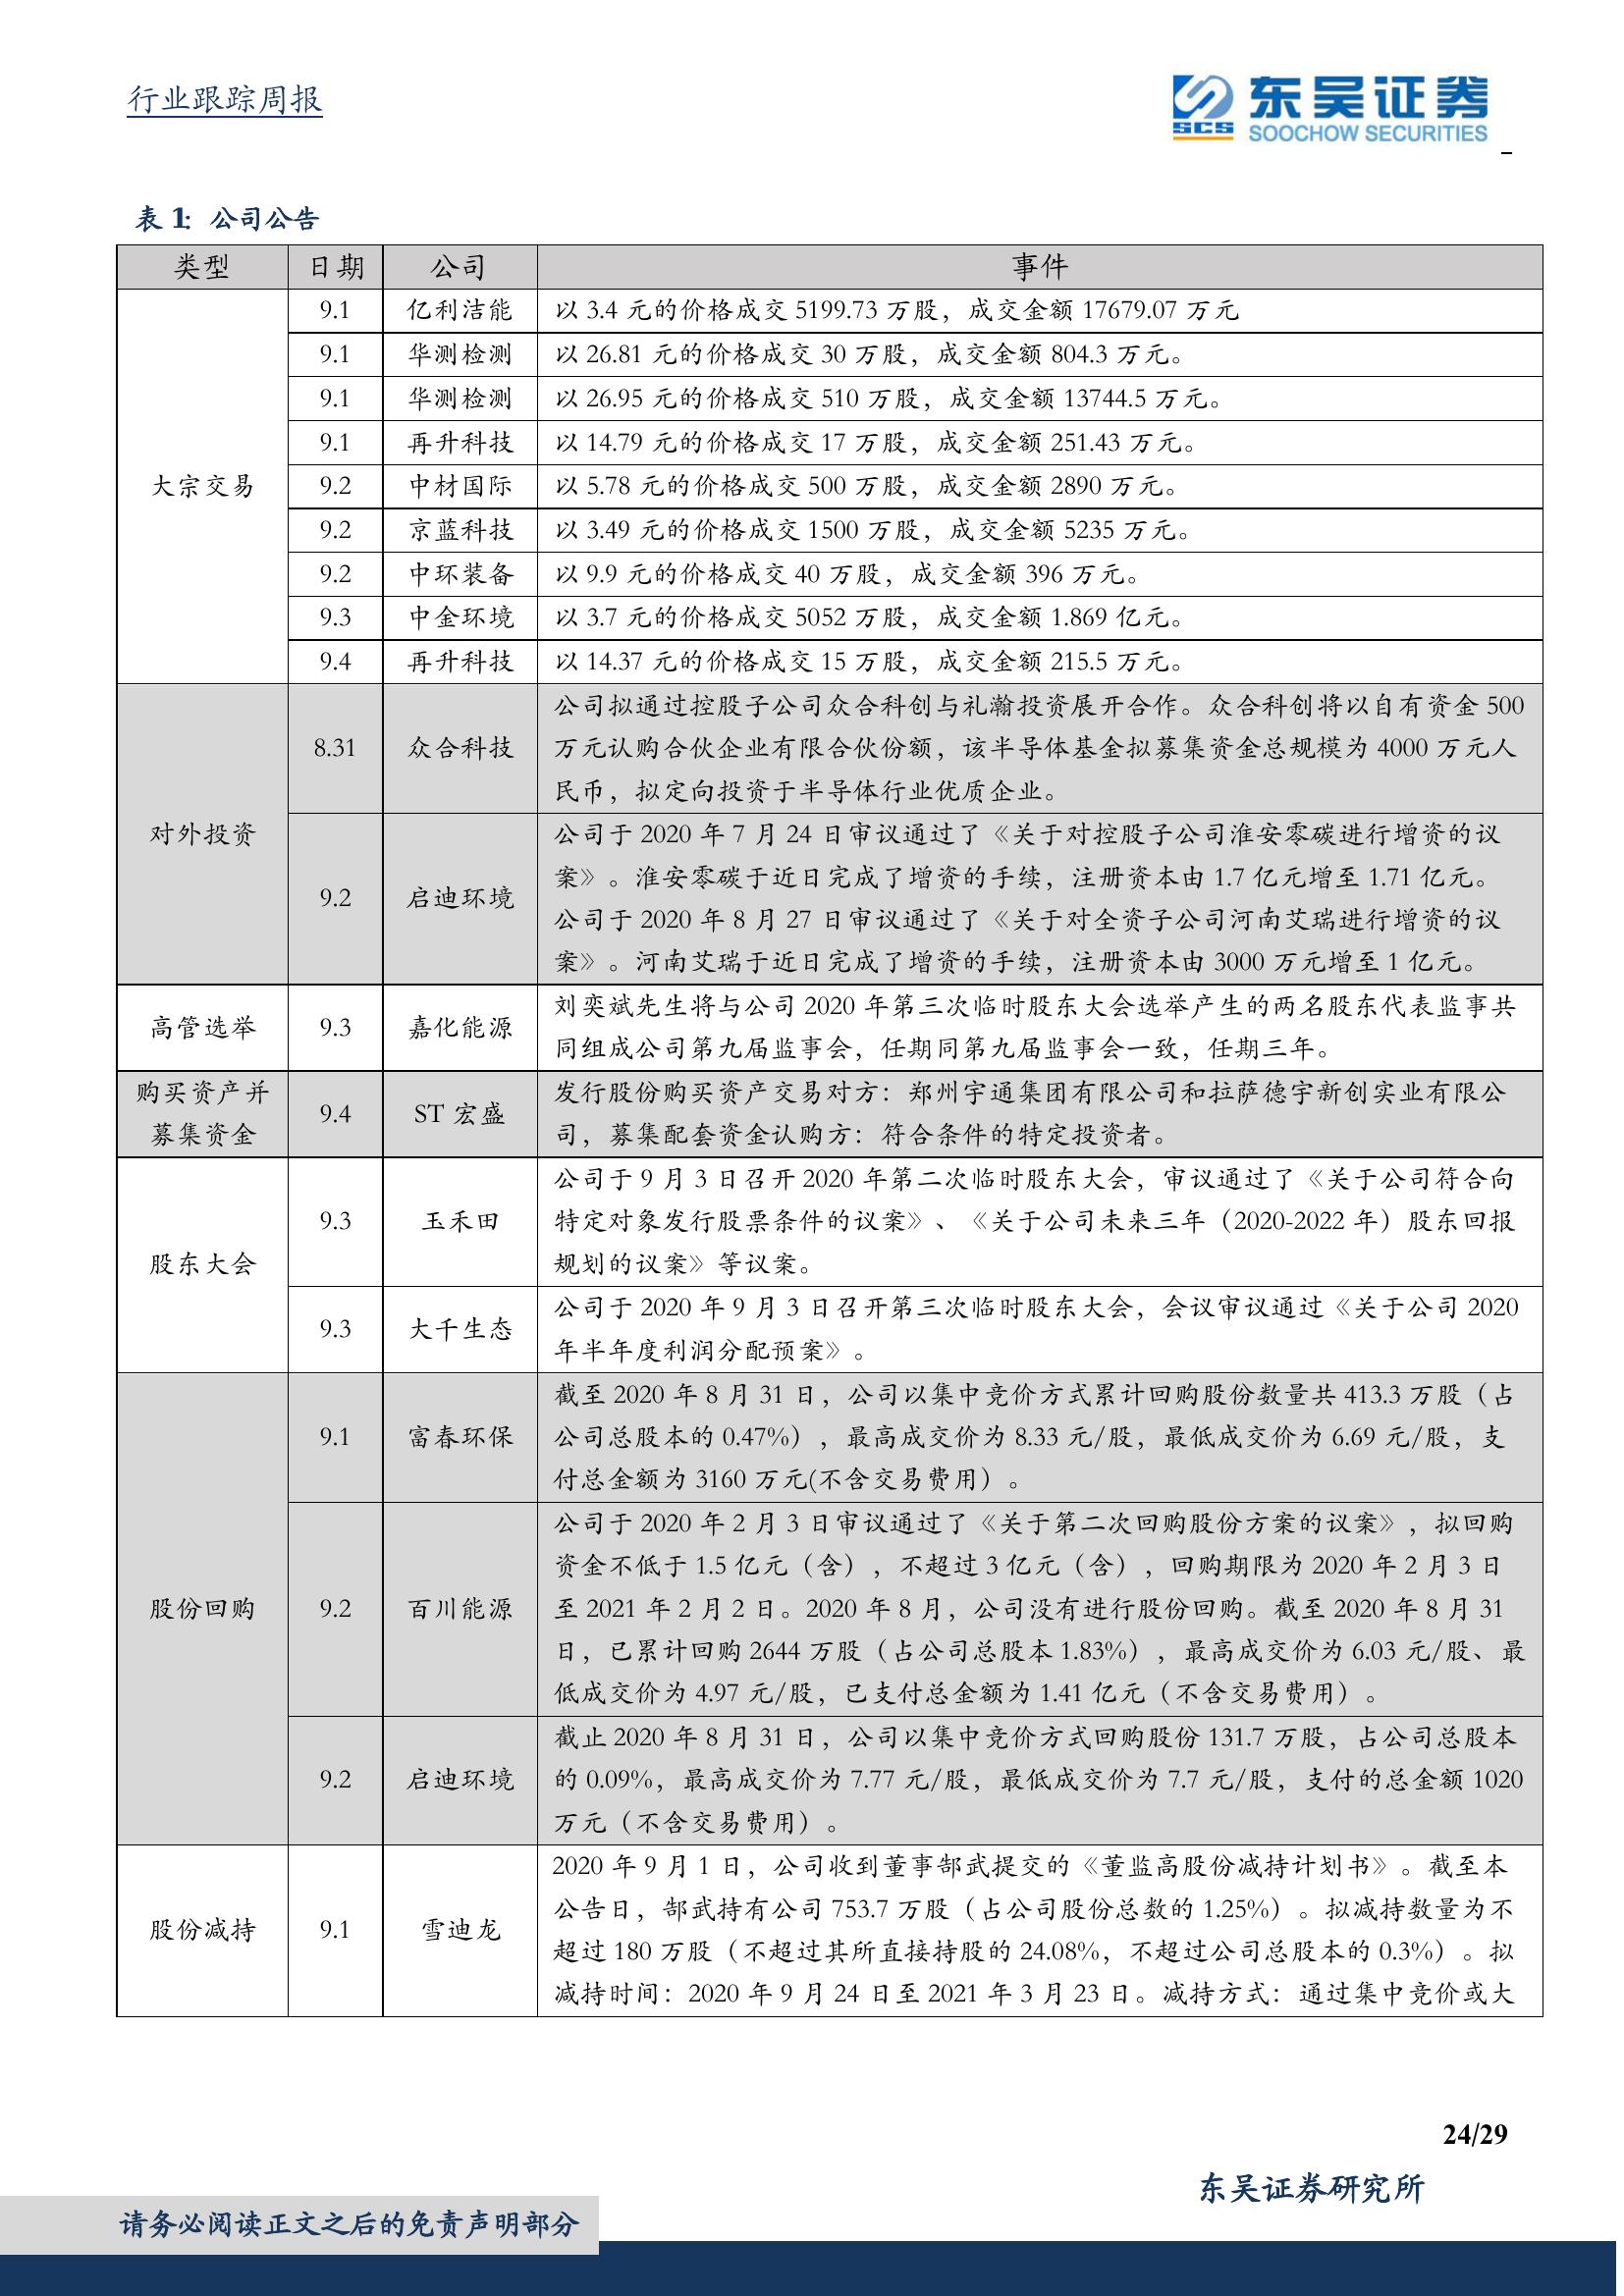 行业跟踪周报
SCS 东吴证券
SOOCHOW SECURITIES
表 1: 公司公告
类型 日期 公司 事件
大宗交易
9.1 亿利洁能 以 3.4 元的价格成交 5199.73 万股，成交金额 17679.07 万元
9.1 华测检测 以 26.81 元的价格成交 30 万股，成交金额 804.3 万元。
9.1 华测检测 以 26.95 元的价格成交 510 万股，成交金额 13744.5 万元。
9.1 再升科技 以 14.79 元的价格成交 17 万股，成交金额 251.43 万元。
9.2 中材国际 以 5.78 元的价格成交 500 万股，成交金额 2890 万元。
9.2 京蓝科技 以 3.49 元的价格成交 1500 万股，成交金额 5235 万元。
9.2 中环装备 以 9.9 元的价格成交 40 万股，成交金额 396 万元。
9.3 中金环境 以 3.7 元的价格成交 5052 万股，成交金额 1.869 亿元。
9.4 再升科技 以 14.37 元的价格成交 15 万股，成交金额 215.5 万元。
对外投资
8.31 众合科技
公司拟通过控股子公司众合科创与礼瀚投资展开合作。众合科创将以自有资金 500
万元认购合伙企业有限合伙份额，该半导体基金拟募集资金总规模为 4000 万元人
民币，拟定向投资于半导体行业优质企业。
9.2 启迪环境
公司于 2020 年 7 月 24 日审议通过了《关于对控股子公司淮安零碳进行增资的议
案》。淮安零碳于近日完成了增资的手续，注册资本由 1.7 亿元增至 1.71 亿元。
公司于 2020 年 8 月 27 日审议通过了《关于对全资子公司河南艾瑞进行增资的议
案》。河南艾瑞于近日完成了增资的手续，注册资本由 3000 万元增至 1 亿元。
高管选举 9.3 嘉化能源
刘奕斌先生将与公司 2020 年第三次临时股东大会选举产生的两名股东代表监事共
同组成公司第九届监事会，任期同第九届监事会一致，任期三年。
购买资产并
募集资金
9.4 ST 宏盛
发行股份购买资产交易对方：郑州宇通集团有限公司和拉萨德宇新创实业有限公
司，募集配套资金认购方：符合条件的特定投资者。
股东大会
9.3 玉禾田
公司于 9 月 3 日召开 2020 年第二次临时股东大会，审议通过了《关于公司符合向
特定对象发行股票条件的议案》、《关于公司未来三年（2020-2022 年）股东回报
规划的议案》等议案。
9.3 大千生态
公司于 2020 年 9 月 3 日召开第三次临时股东大会，会议审议通过《关于公司 2020
年半年度利润分配预案》。
股份回购
9.1 富春环保
截至 2020 年 8 月 31 日，公司以集中竞价方式累计回购股份数量共 413.3 万股（占
公司总股本的 0.47%），最高成交价为 8.33 元/股，最低成交价为 6.69 元/股，支
付总金额为 3160 万元(不含交易费用）。
9.2 百川能源
公司于 2020 年 2 月 3 日审议通过了《关于第二次回购股份方案的议案》，拟回购
资金不低于 1.5 亿元（含），不超过 3 亿元（含），回购期限为 2020 年 2 月 3 日
至 2021 年 2 月 2 日。2020 年 8 月，公司没有进行股份回购。截至 2020 年 8 月 31
日，已累计回购 2644 万股（占公司总股本 1.83%），最高成交价为 6.03 元/股、最
低成交价为 4.97 元/股，已支付总金额为 1.41 亿元（不含交易费用）。
9.2 启迪环境
截止 2020 年 8 月 31 日，公司以集中竞价方式回购股份 131.7 万股，占公司总股本
的 0.09%，最高成交价为 7.77 元/股，最低成交价为 7.7 元/股，支付的总金额 1020
万元（不含交易费用）。
股份减持 9.1 雪迪龙
2020 年 9 月 1 日，公司收到董事郜武提交的《董监高股份减持计划书》。截至本
公告日，郜武持有公司 753.7 万股（占公司股份总数的 1.25%）。拟减持数量为不
超过 180 万股（不超过其所直接持股的 24.08%，不超过公司总股本的 0.3%）。拟
减持时间：2020 年 9 月 24 日至 2021 年 3 月 23 日。减持方式：通过集中竞价或大
24/29
东吴证券研究所
请务必阅读正文之后的免责声明部分